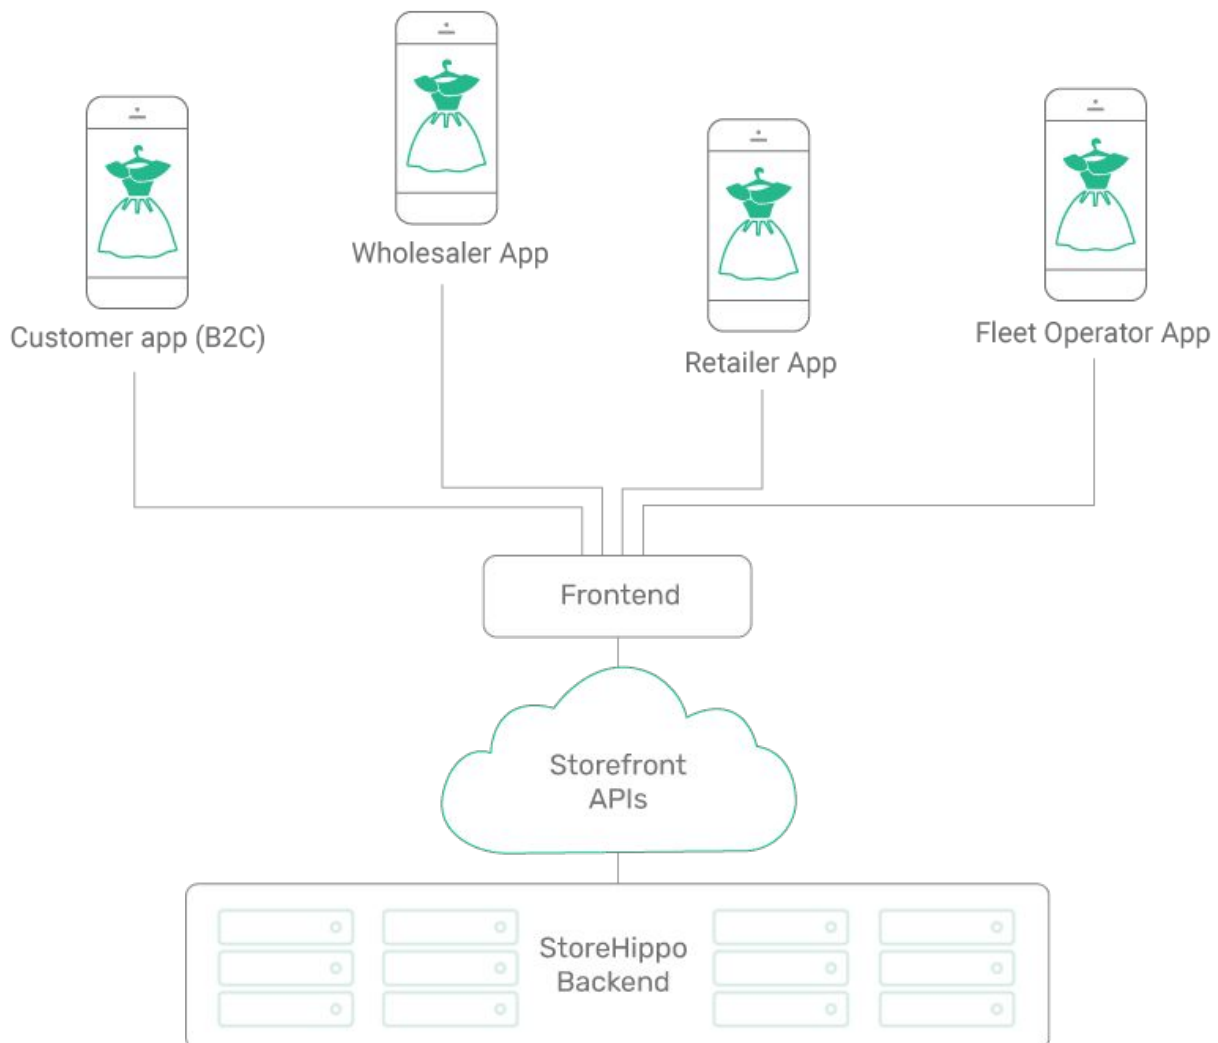 Wholesaler App
Customer app (B2C)
Retailer App
Fleet Operator App
Frontend
Storefront
APIs
StoreHippo
Backend